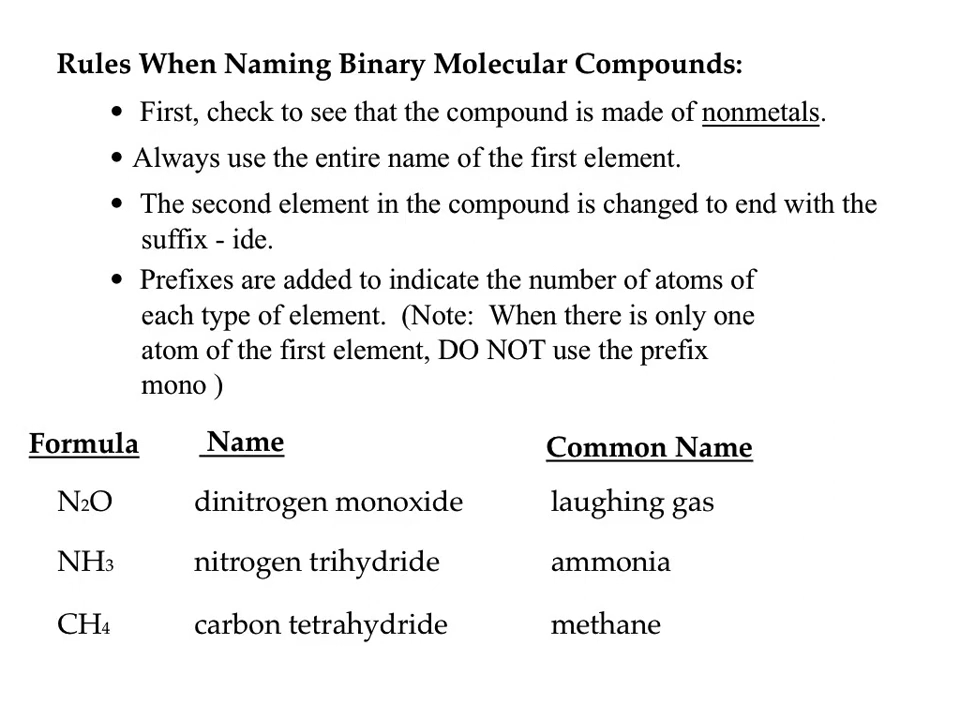 Rules When Naming Binary Molecular Compounds:
• First, check to see that the compound is made of nonmetals.
• Always use the entire name of the first element.
• The second element in the compound is changed to end with the
suffix - ide.
• Prefixes are added to indicate the number of atoms of
each type of element. (Note: When there is only one
atom of the first element, DO NOT use the prefix
mono )
Formula Name Common Name
N₂O dinitrogen monoxide laughing gas
NH₃ nitrogen trihydride ammonia
CH₄ carbon tetrahydride methane